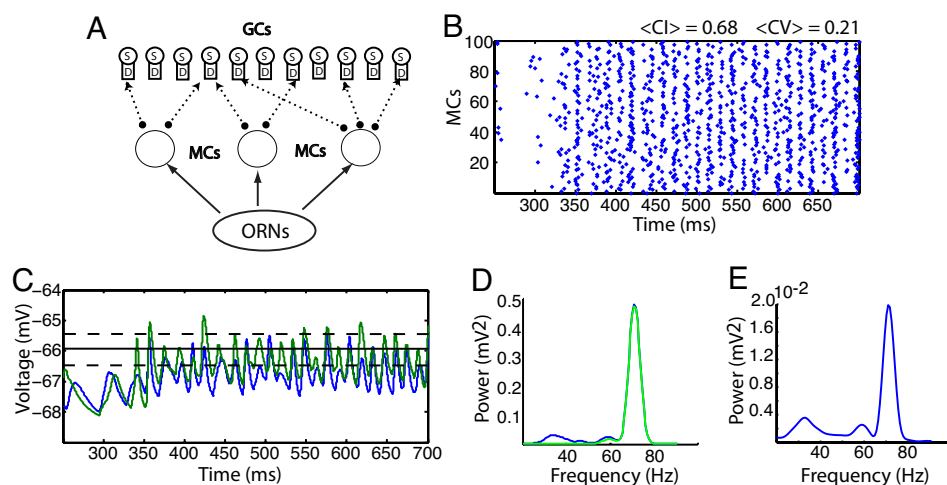 A
GCs
S S S S S S S S S S S
D D D D D D D D D D D
MCs MCs
ORNs
B
<CI> = 0.68 <CV> = 0.21
MCs
100
80
60
40
20
300 350 400 450 500 550 600 650
Time (ms)
C
Voltage (mV)
−64
−65
−66
−67
−68
250 300 350 400 450 500 550 600 650 700
Time (ms)
D
Power (mV2)
0.5
0.4
0.3
0.2
0.1
20 40 60 80
Frequency (Hz)
E
Power (mV2)
2.0 10-2
1.6
1.2
0.8
0.4
20 40 60 80
Frequency (Hz)